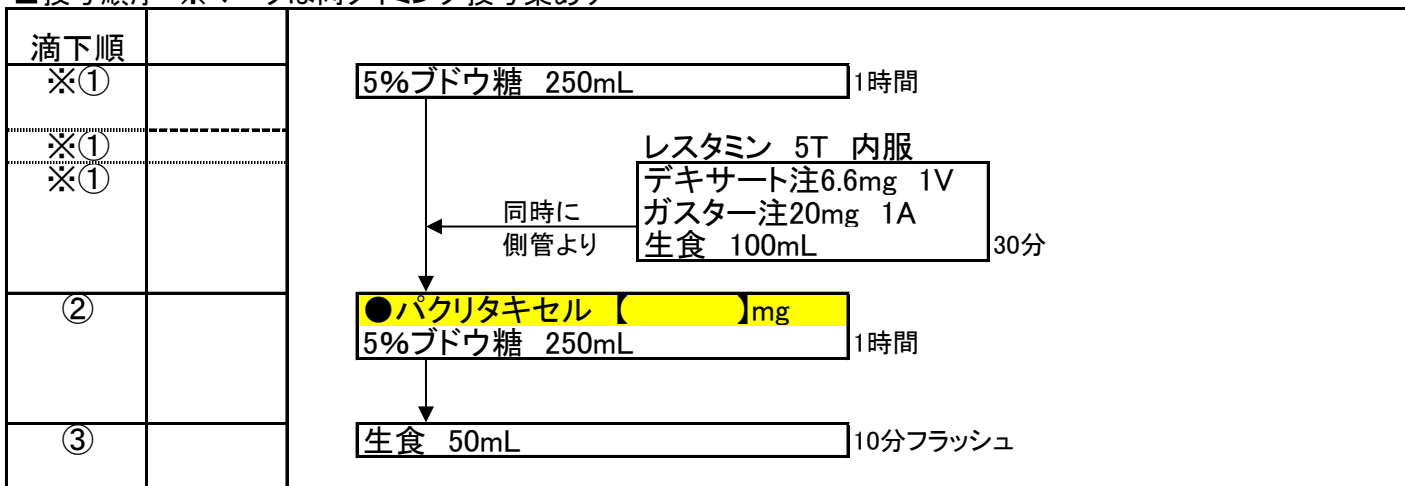 滴下順
※① 5%ブドウ糖 250mL 1時間
※① レスタミン 5T 内服
※① デキサート注6.6mg 1V
同時に ガスター注20mg 1A
側管より 生食 100mL 30分
② ●パクリタキセル 【 】mg
5%ブドウ糖 250mL 1時間
③ 生食 50mL 10分フラッシュ